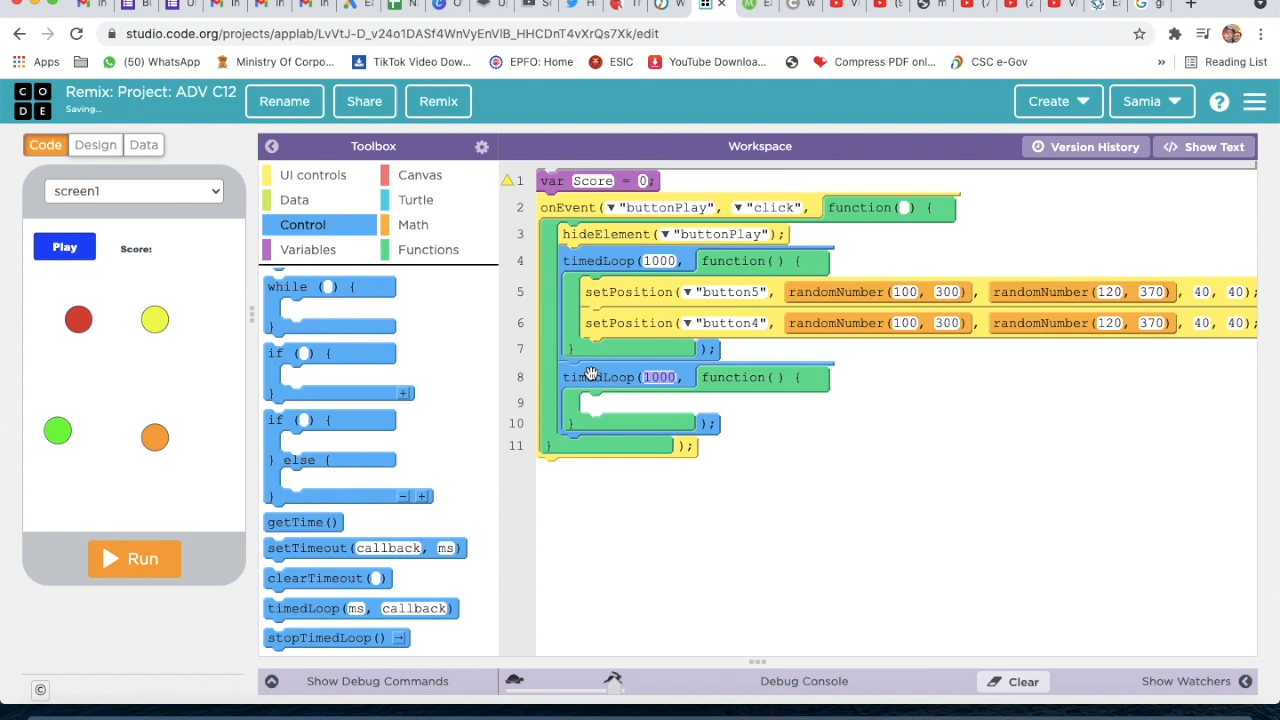 studio.code.org/projects/applab/LvVtJ-D_v24o1DASf4WnVyEnVlB_HHCDnT4vXrQs7Xk/edit
Apps (50) WhatsApp Ministry Of Corpo... TikTok Video Dow... EPFO: Home ESIC YouTube Downloa... Compress PDF onl... CSC e-Gov » Reading List
CODE
Remix: Project: ADV C12
Saving...
Rename Share Remix Create Samia ?
Code Design Data
Toolbox
Workspace
Version History
</> Show Text
screen1
Play Score:
Run
UI controls Canvas
Data Turtle
Control Math
Variables Functions
while () {
}
if () {
} +
if () {
} else {
} - +
getTime()
setTimeout(callback, ms)
clearTimeout()
timedLoop(ms, callback)
stopTimedLoop() →
1 var Score = 0;
2 onEvent(▼"buttonPlay", ▼"click", function() {
3 hideElement(▼"buttonPlay");
4 timedLoop(1000, function() {
5 setPosition(▼"button5", randomNumber(100, 300), randomNumber(120, 370), 40, 40);
6 setPosition(▼"button4", randomNumber(100, 300), randomNumber(120, 370), 40, 40);
7 } );
8 timedLoop(1000, function() {
9
10 } );
11 } );
©
Show Debug Commands
Debug Console
Clear
Show Watchers